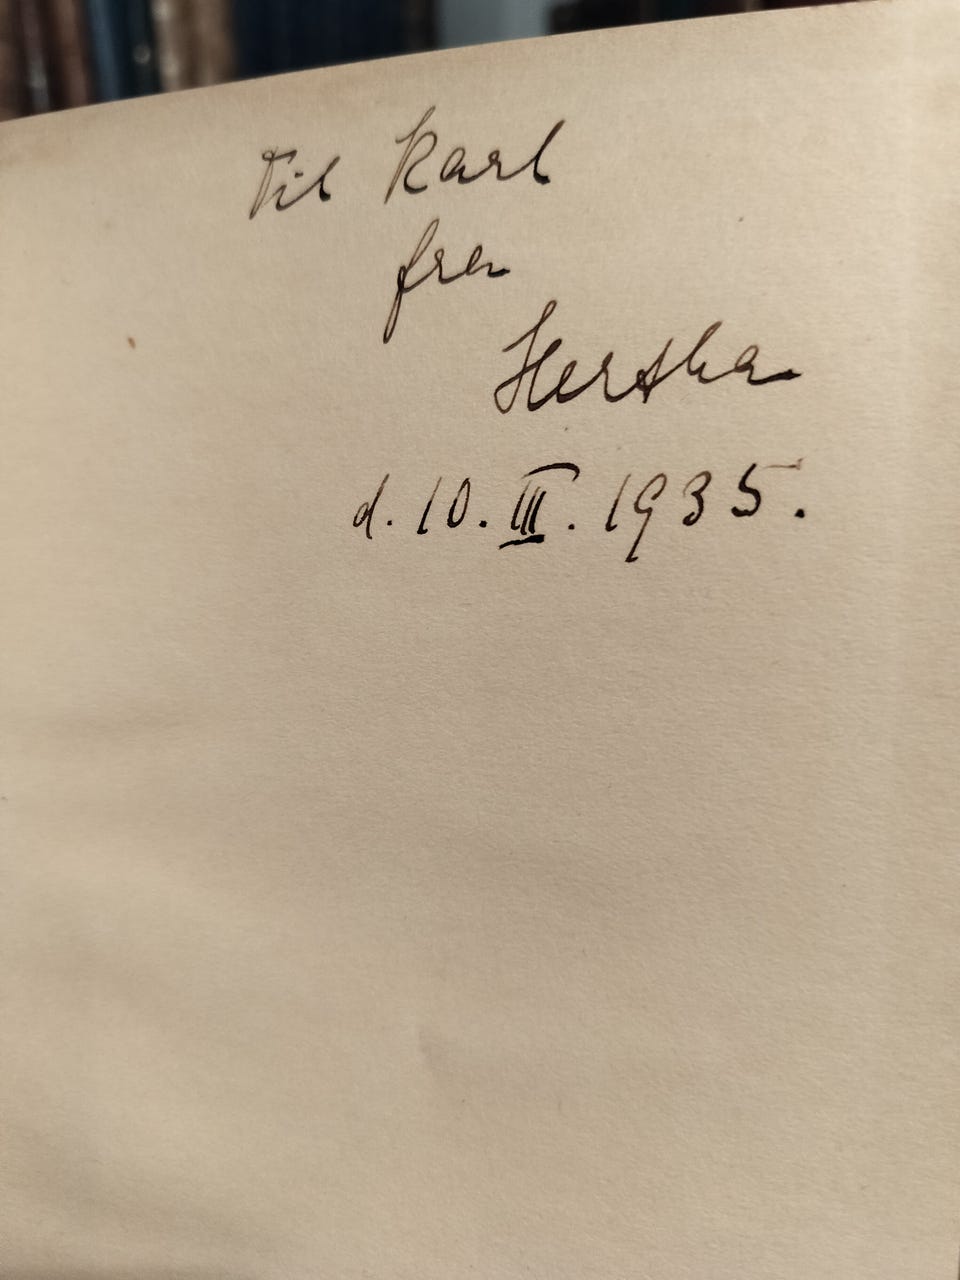 Til Karl
fra
Hertha
d. 10. III. 1935.